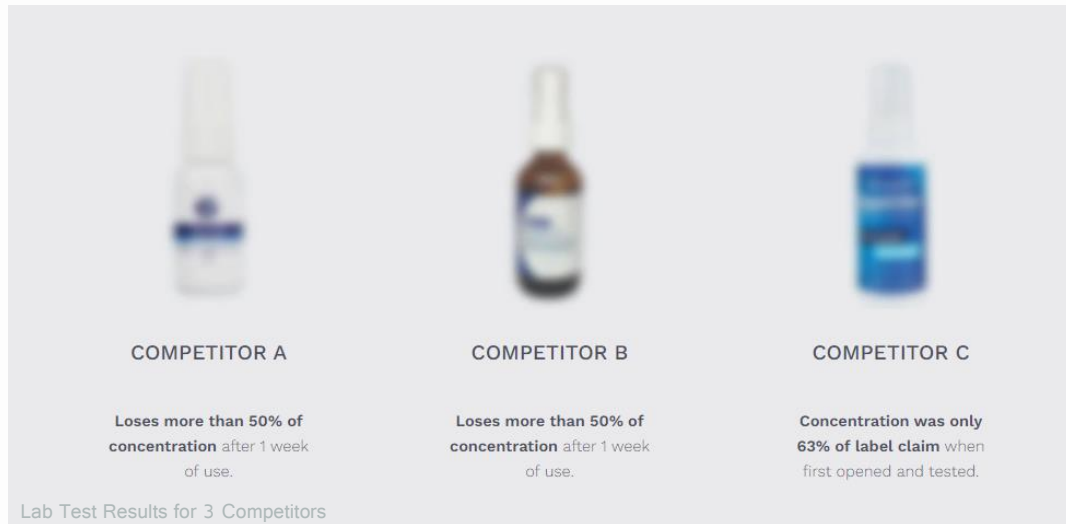 COMPETITOR A
Loses more than 50% of
concentration after 1 week
of use.
COMPETITOR B
Loses more than 50% of
concentration after 1 week
of use.
COMPETITOR C
Concentration was only
63% of label claim when
first opened and tested.
Lab Test Results for 3 Competitors